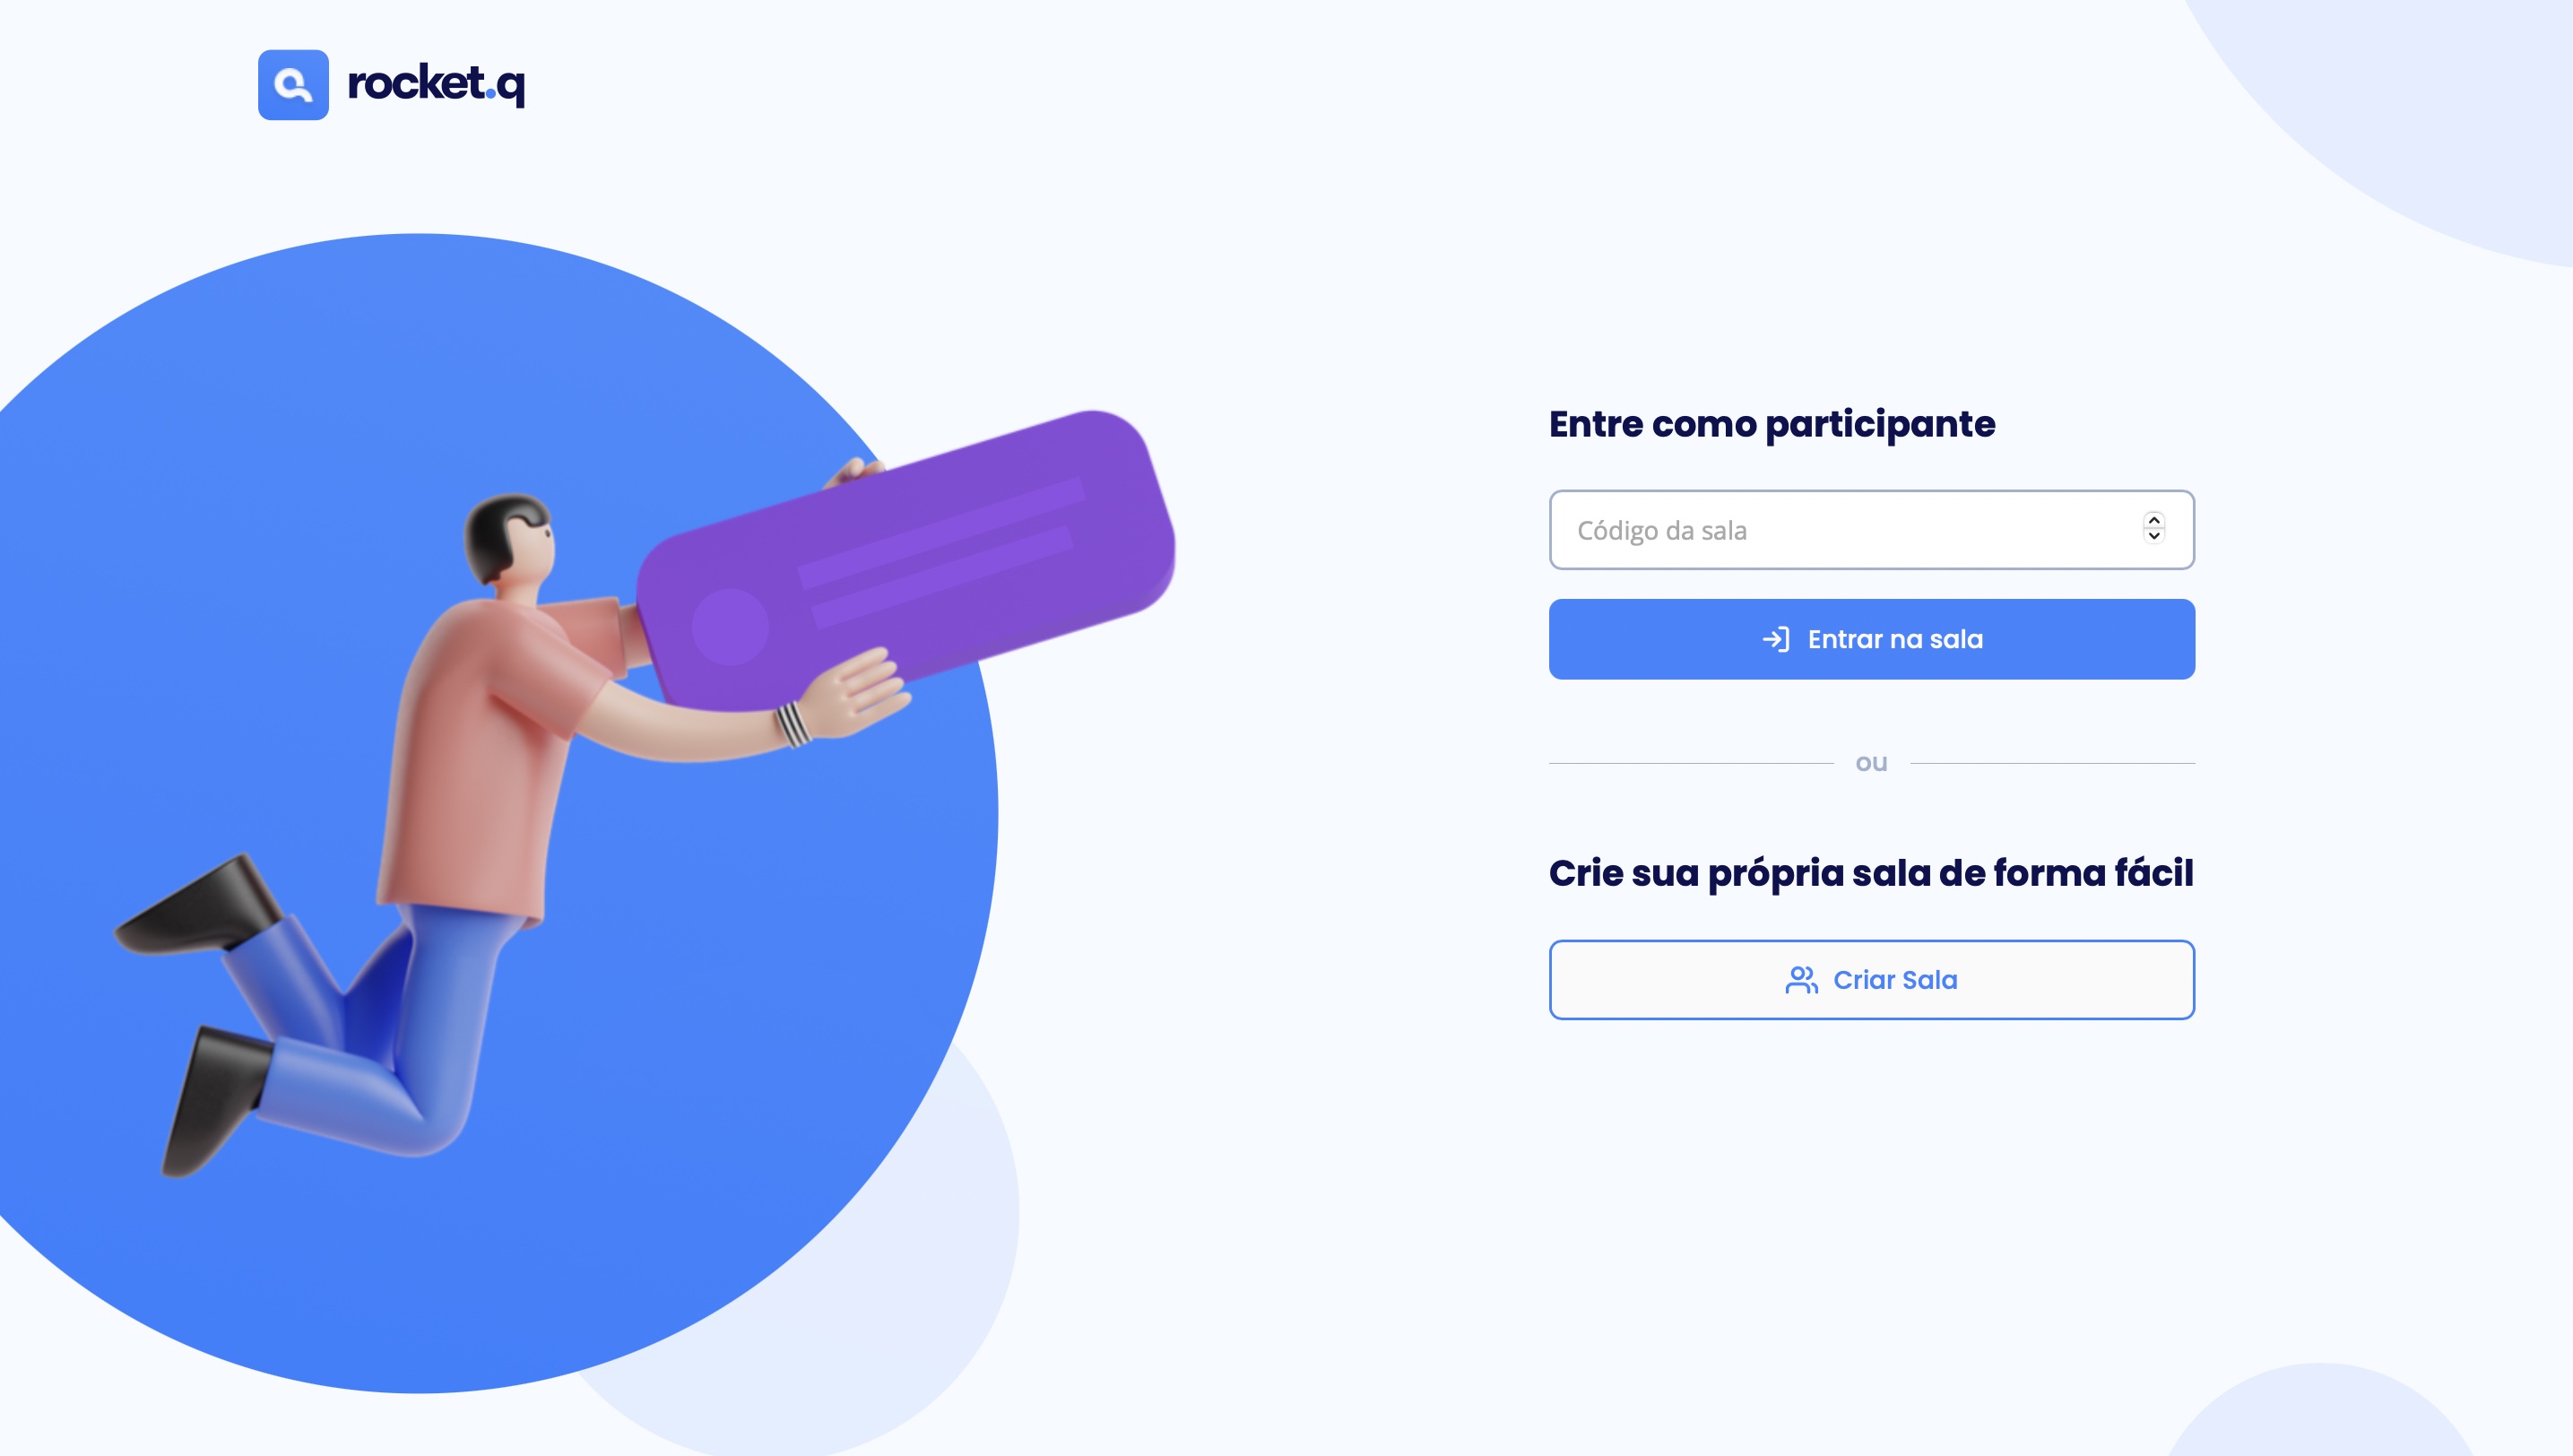 rocket.q
Entre como participante
Código da sala
Entrar na sala
ou
Crie sua própria sala de forma fácil
Criar Sala